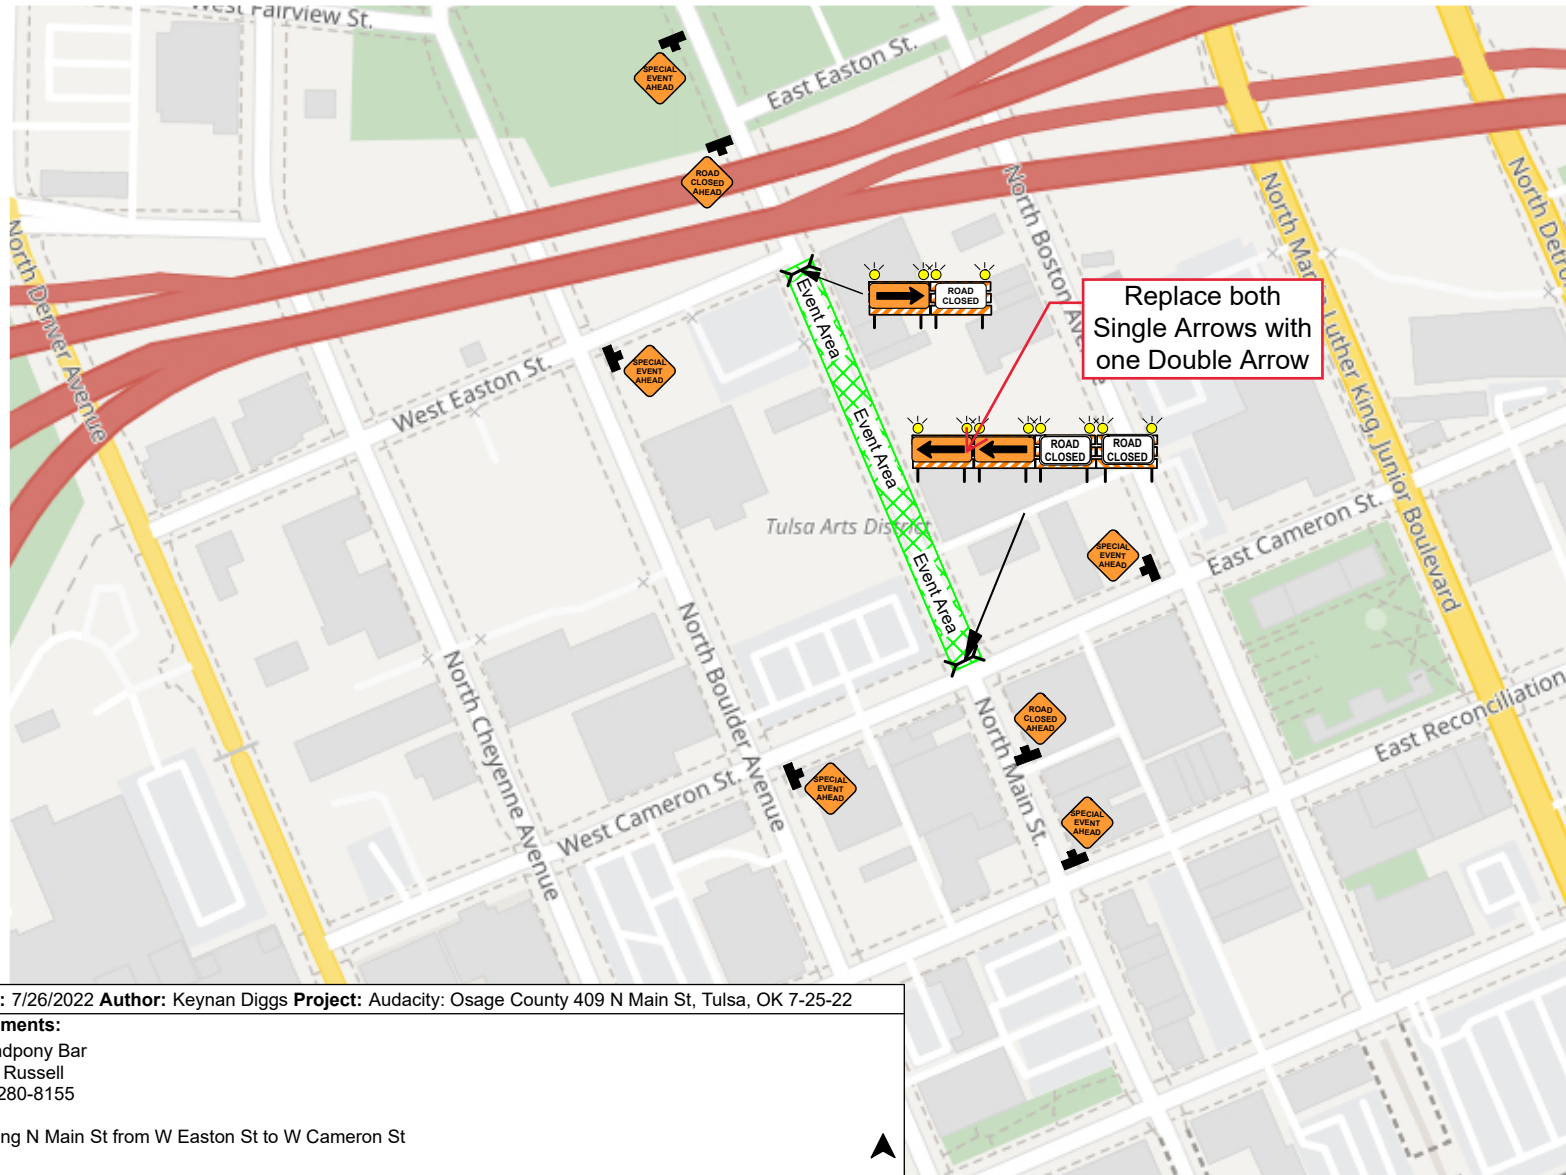 West Fairview St.
SPECIAL
EVENT
AHEAD
East Easton St.
ROAD
CLOSED
AHEAD
North Boston Ave
North Denver Avenue
ROAD
CLOSED
Replace both
Single Arrows with
one Double Arrow
North Mar Luther King, Junior Boulevard
North Detro
Event Area
SPECIAL
EVENT
AHEAD
West Easton St.
Event Area
ROAD
CLOSED
ROAD
CLOSED
Tulsa Arts District
SPECIAL
EVENT
AHEAD
East Cameron St.
Event Area
North Cheyenne Avenue
North Boulder Avenue
North Main St.
ROAD
CLOSED
AHEAD
East Reconciliation
West Cameron St.
SPECIAL
EVENT
AHEAD
SPECIAL
EVENT
AHEAD
: 7/26/2022 Author: Keynan Diggs Project: Audacity: Osage County 409 N Main St, Tulsa, OK 7-25-22
ments:
ndpony Bar
Russell
280-8155
ng N Main St from W Easton St to W Cameron St